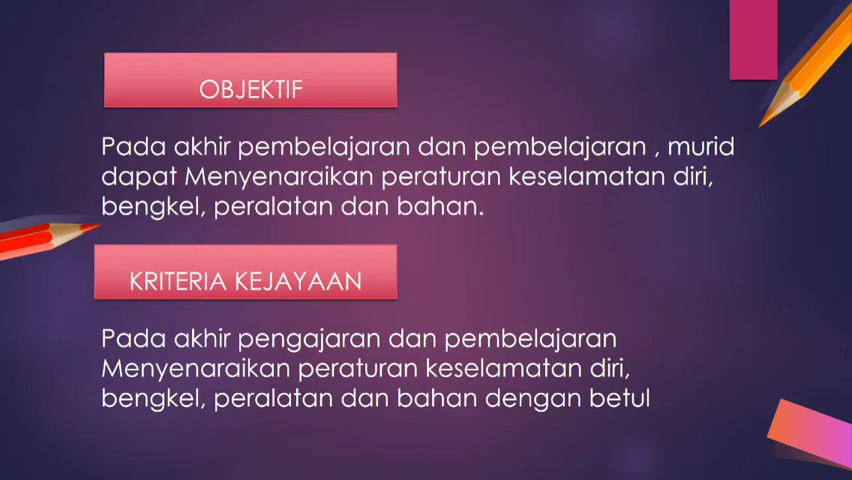 OBJEKTIF
Pada akhir pembelajaran dan pembelajaran , murid
dapat Menyenaraikan peraturan keselamatan diri,
bengkel, peralatan dan bahan.
KRITERIA KEJAYAAN
Pada akhir pengajaran dan pembelajaran
Menyenaraikan peraturan keselamatan diri,
bengkel, peralatan dan bahan dengan betul